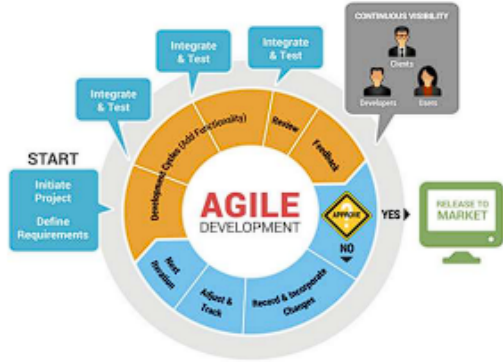 CONTINUOUS VISIBILITY
Clients
Developers
Users
Integrate
& Test
Integrate
& Test
Integrate
& Test
START
Initiate
Project
Define
Requirements
Development Cycles (Add Functionality)
Review
Feedback
AGILE
DEVELOPMENT
APPROVE
YES
NO
RELEASE TO
MARKET
Record & Incorporate
Changes
Adjust &
Track
Next
Iteration